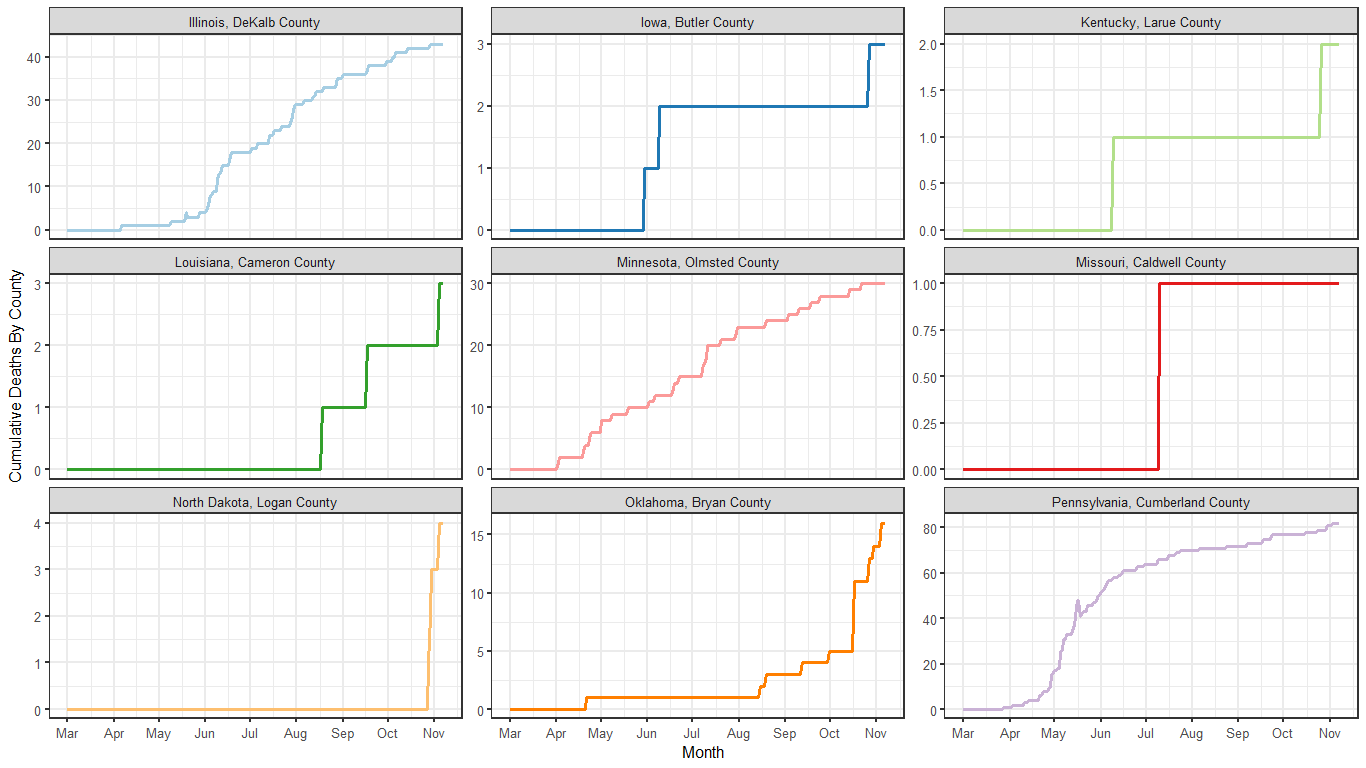 Illinois, DeKalb County
Iowa, Butler County
Kentucky, Larue County
40
30
20
10
0
3
2
1
0
2.0
1.5
1.0
0.5
0.0
Louisiana, Cameron County
Minnesota, Olmsted County
Missouri, Caldwell County
Cumulative Deaths By County
3
2
1
0
30
20
10
0
1.00
0.75
0.50
0.25
0.00
North Dakota, Logan County
Oklahoma, Bryan County
Pennsylvania, Cumberland County
4
3
2
1
0
15
10
5
0
80
60
40
20
0
Mar Apr May Jun Jul Aug Sep Oct Nov
Mar Apr May Jun Jul Aug Sep Oct Nov
Mar Apr May Jun Jul Aug Sep Oct Nov
Month